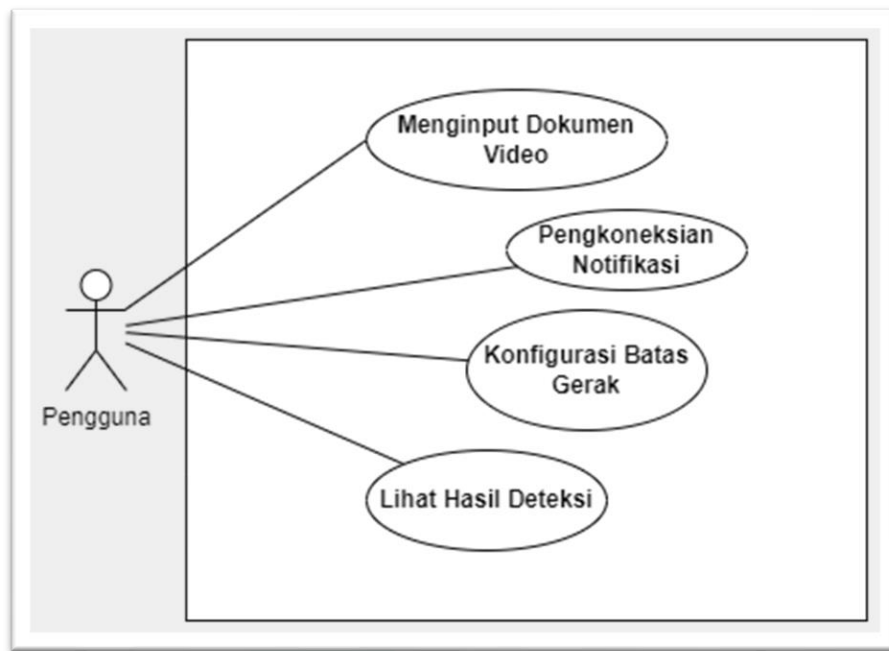 Menginput Dokumen
Video
Pengkoneksian
Notifikasi
Konfigurasi Batas
Gerak
Pengguna
Lihat Hasil Deteksi